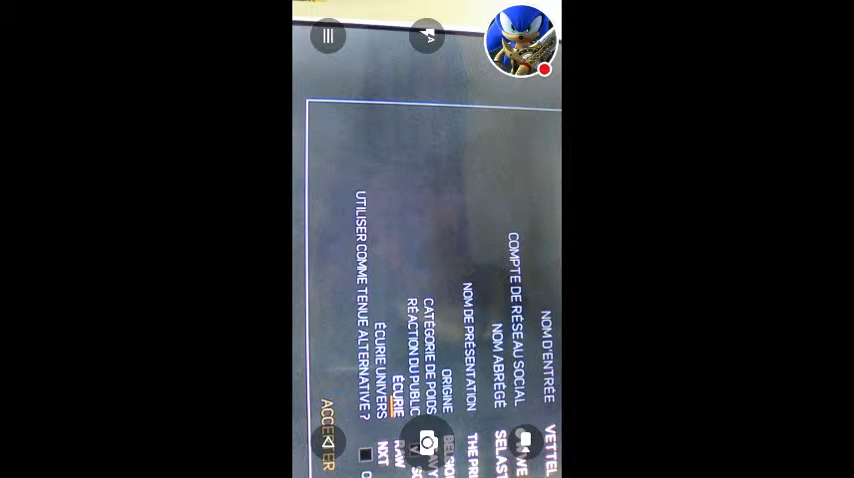 NOM D'ENTRÉE VETTEL
COMPTE DE RÉSEAU SOCIAL
NOM ABRÉGÉ
NOM DE PRÉSENTATION THE
ORIGINE
CATÉGORIE DE POIDS
RÉACTION DU PUBLIC
ÉCURIE RAW
ÉCURIE UNIVERS NXT
UTILISER COMME TENUE ALTERNATIVE ?